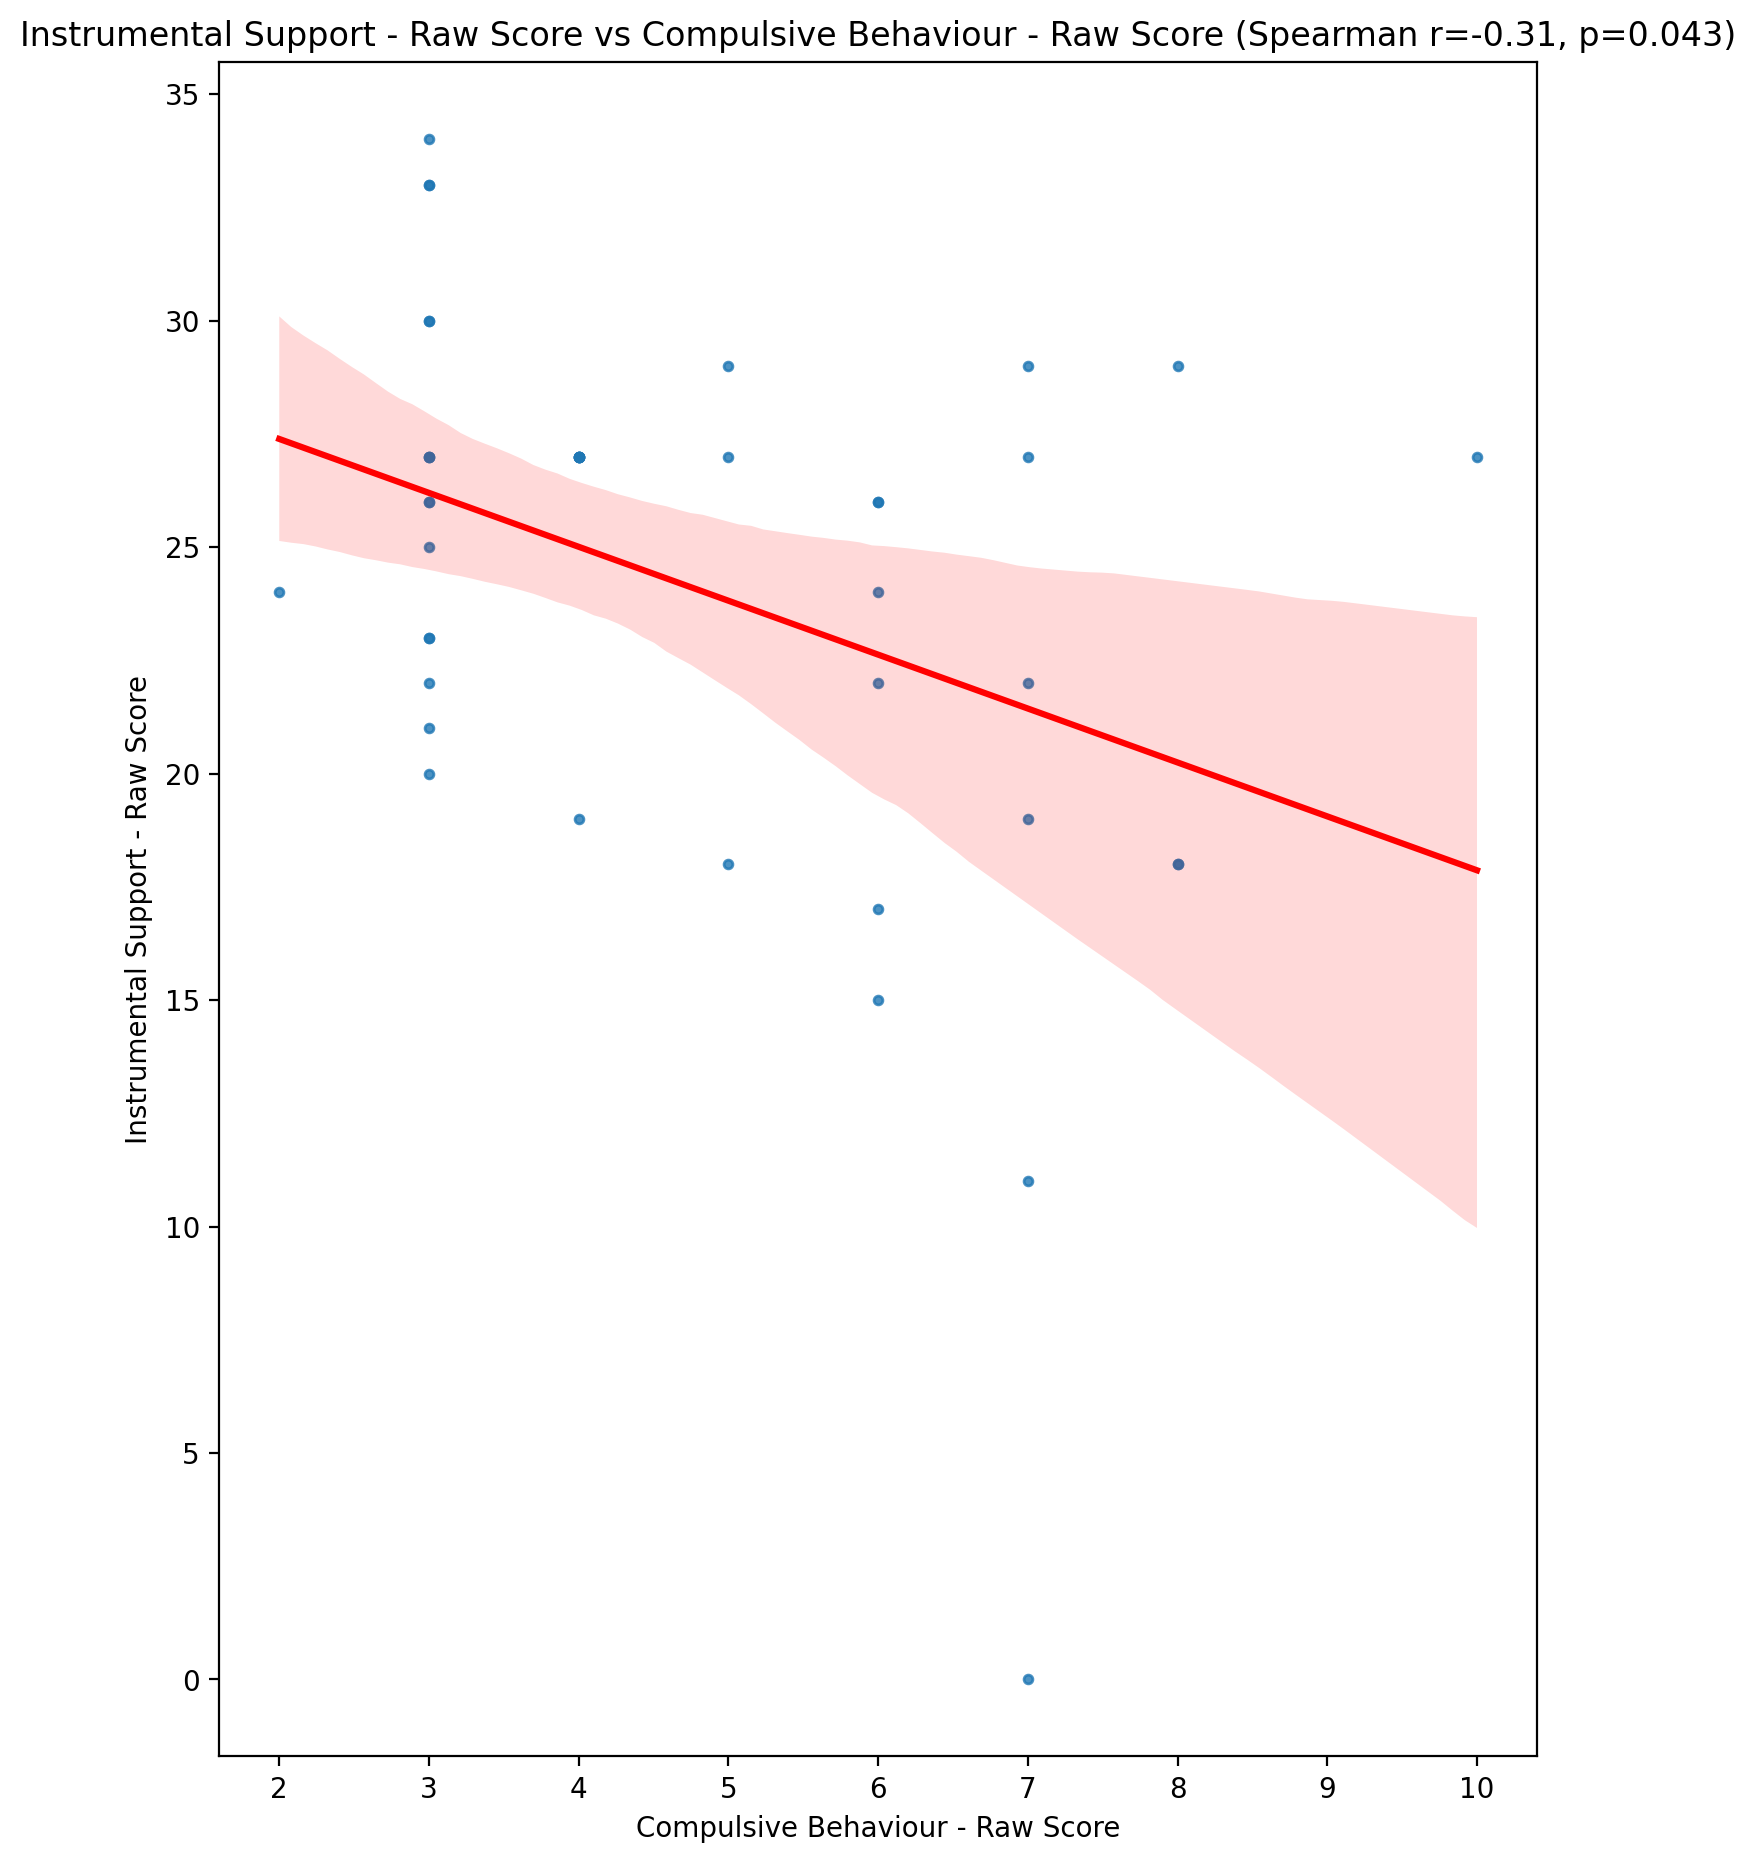 Instrumental Support - Raw Score vs Compulsive Behaviour - Raw Score (Spearman r=-0.31, p=0.043)
Instrumental Support - Raw Score
35
30
25
20
15
10
5
0
2 3 4 5 6 7 8 9 10
Compulsive Behaviour - Raw Score